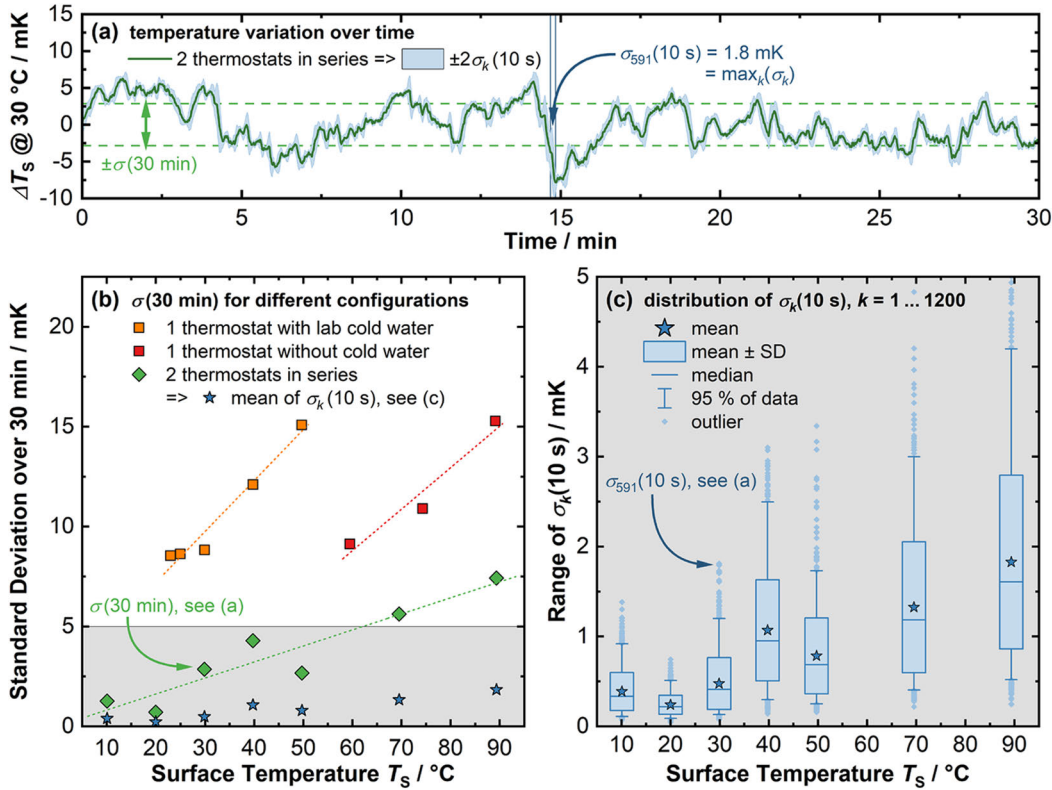 (a) temperature variation over time
2 thermostats in series => ±2σk(10 s)
σ591(10 s) = 1.8 mK
= maxk(σk)
±σ(30 min)
ΔTS @ 30 °C / mK
15
10
5
0
-5
-10
0 5 10 15 20 25 30
Time / min
(b) σ(30 min) for different configurations
1 thermostat with lab cold water
1 thermostat without cold water
2 thermostats in series
=> mean of σk(10 s), see (c)
σ(30 min), see (a)
Standard Deviation over 30 min / mK
20
15
10
5
0
10 20 30 40 50 60 70 80 90
Surface Temperature TS / °C
(c) distribution of σk(10 s), k = 1 ... 1200
mean
mean ± SD
median
95 % of data
outlier
σ591(10 s), see (a)
Range of σk(10 s) / mK
5
4
3
2
1
0
10 20 30 40 50 60 70 80 90
Surface Temperature TS / °C